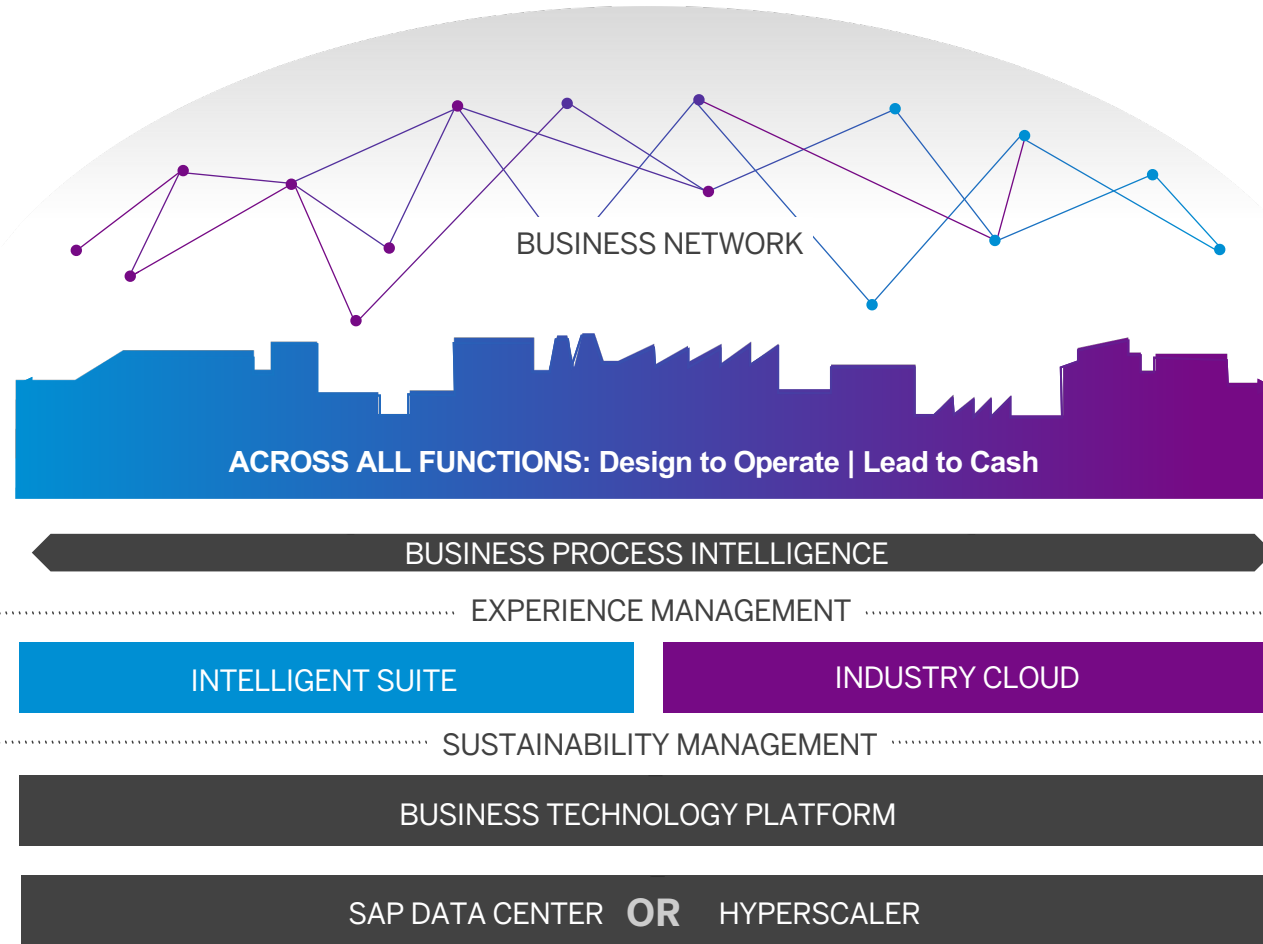 BUSINESS NETWORK
ACROSS ALL FUNCTIONS: Design to Operate | Lead to Cash
BUSINESS PROCESS INTELLIGENCE
EXPERIENCE MANAGEMENT
INTELLIGENT SUITE
INDUSTRY CLOUD
SUSTAINABILITY MANAGEMENT
BUSINESS TECHNOLOGY PLATFORM
SAP DATA CENTER OR HYPERSCALER